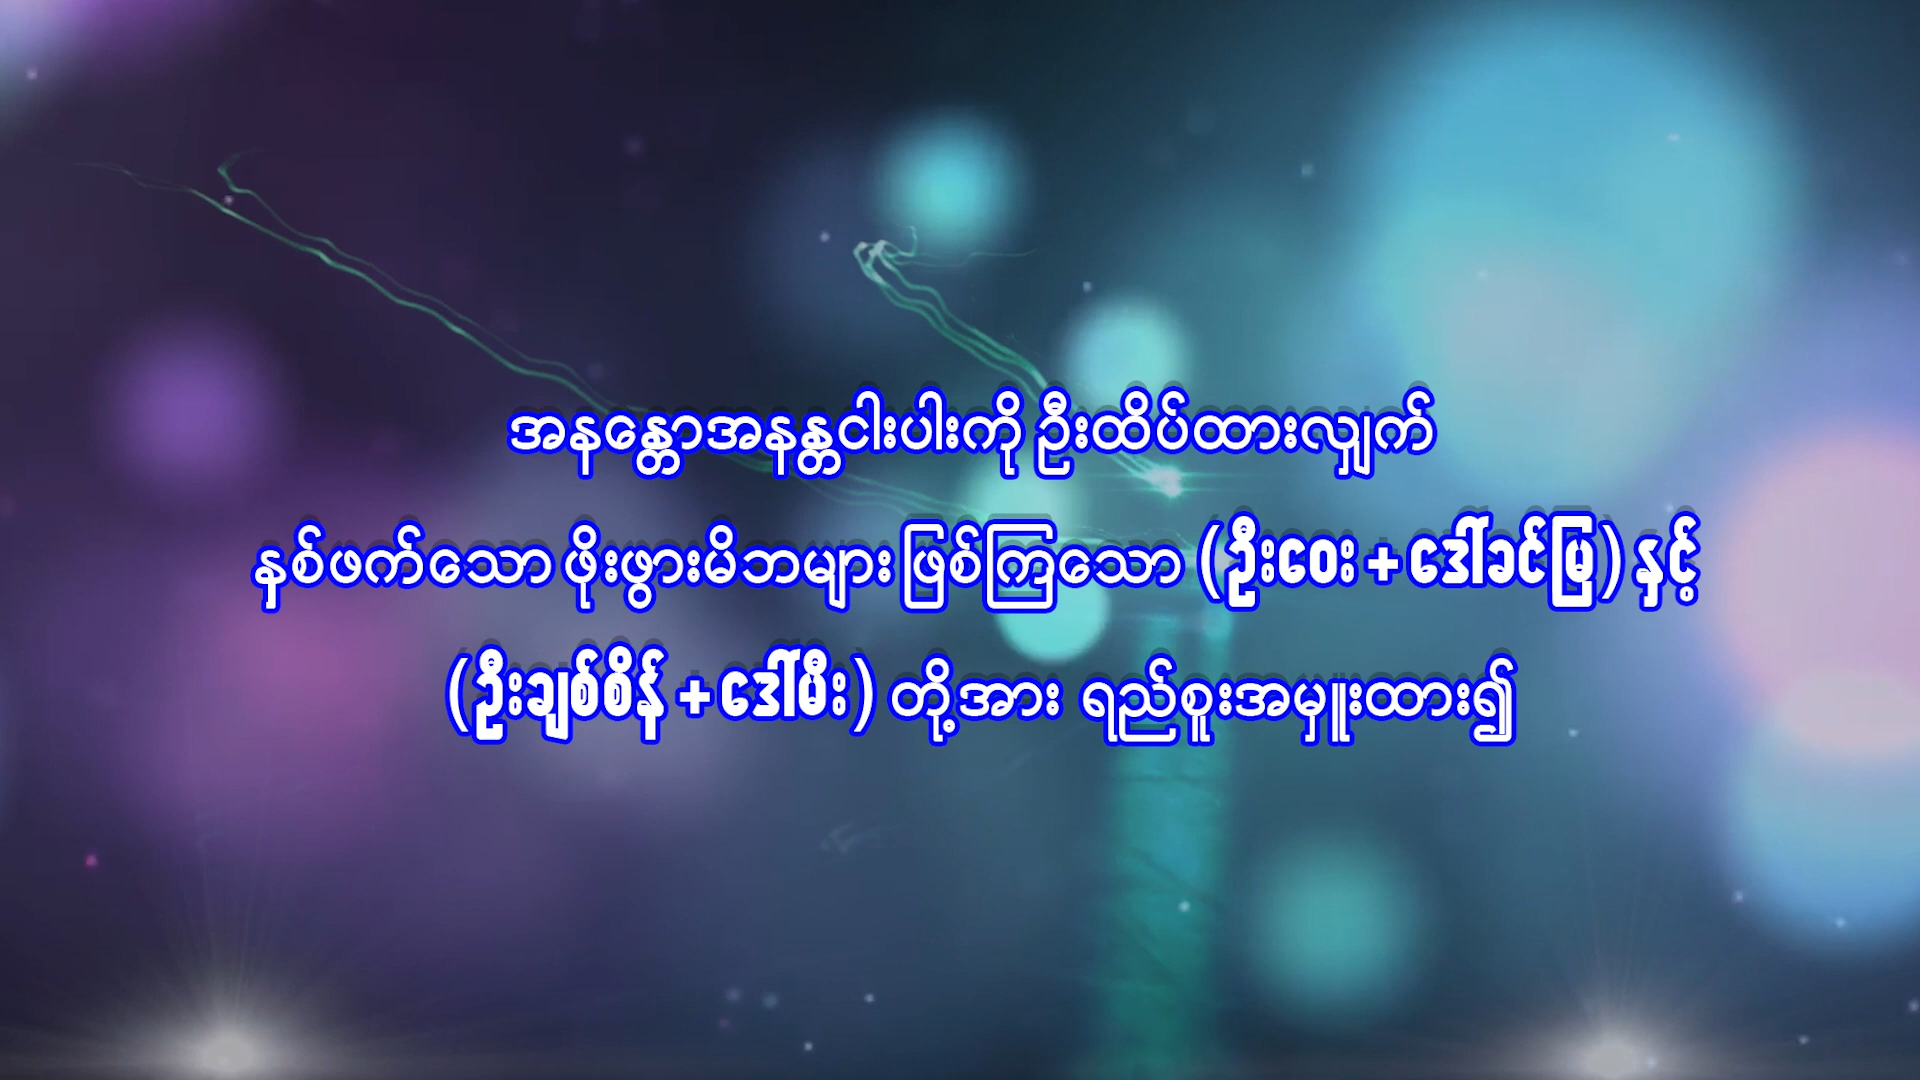 အနန္တောအနန္တငါးပါးကို ဦးထိပ်ထားလျှက်
နှစ်ဖက်သော ဖိုးဖွားမိဘများ ဖြစ်ကြသော (ဦးဝေး + ဒေါ်ခင်မြ) နှင့်
(ဦးချစ်စိန် + ဒေါ်မီး) တို့အား ရည်စူးအမှူးထား၍